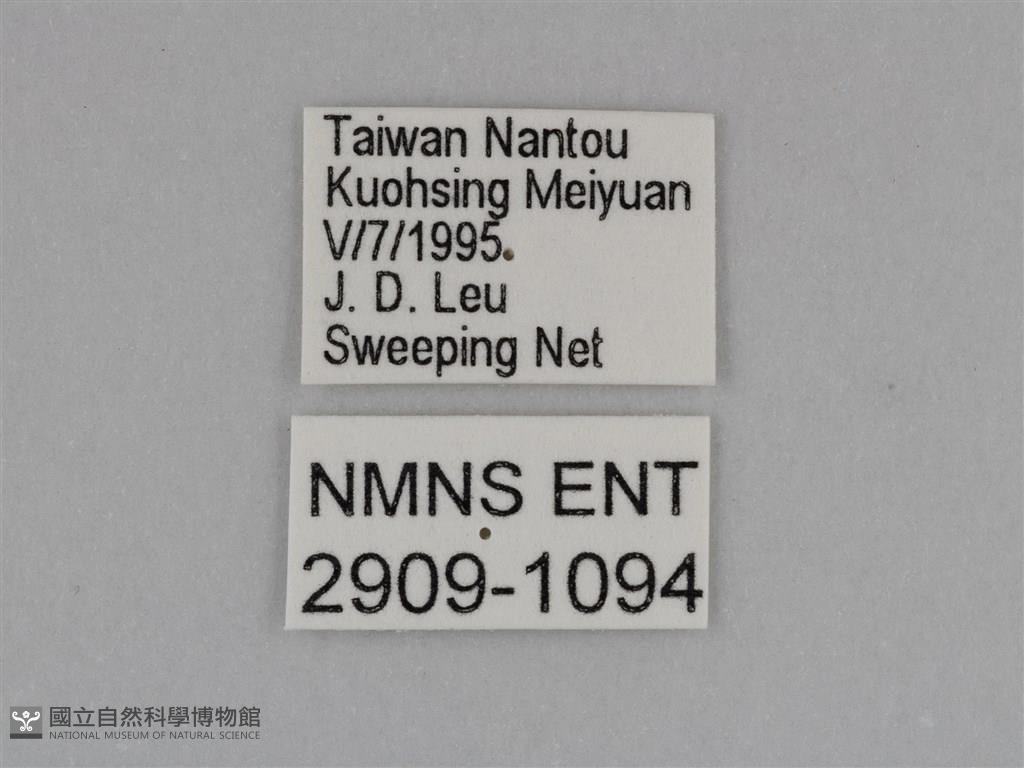 Taiwan Nantou
Kuohsing Meiyuan
V/7/1995
J. D. Leu
Sweeping Net
NMNS ENT
2909-1094
國立自然科學博物館
NATIONAL MUSEUM OF NATURAL SCIENCE